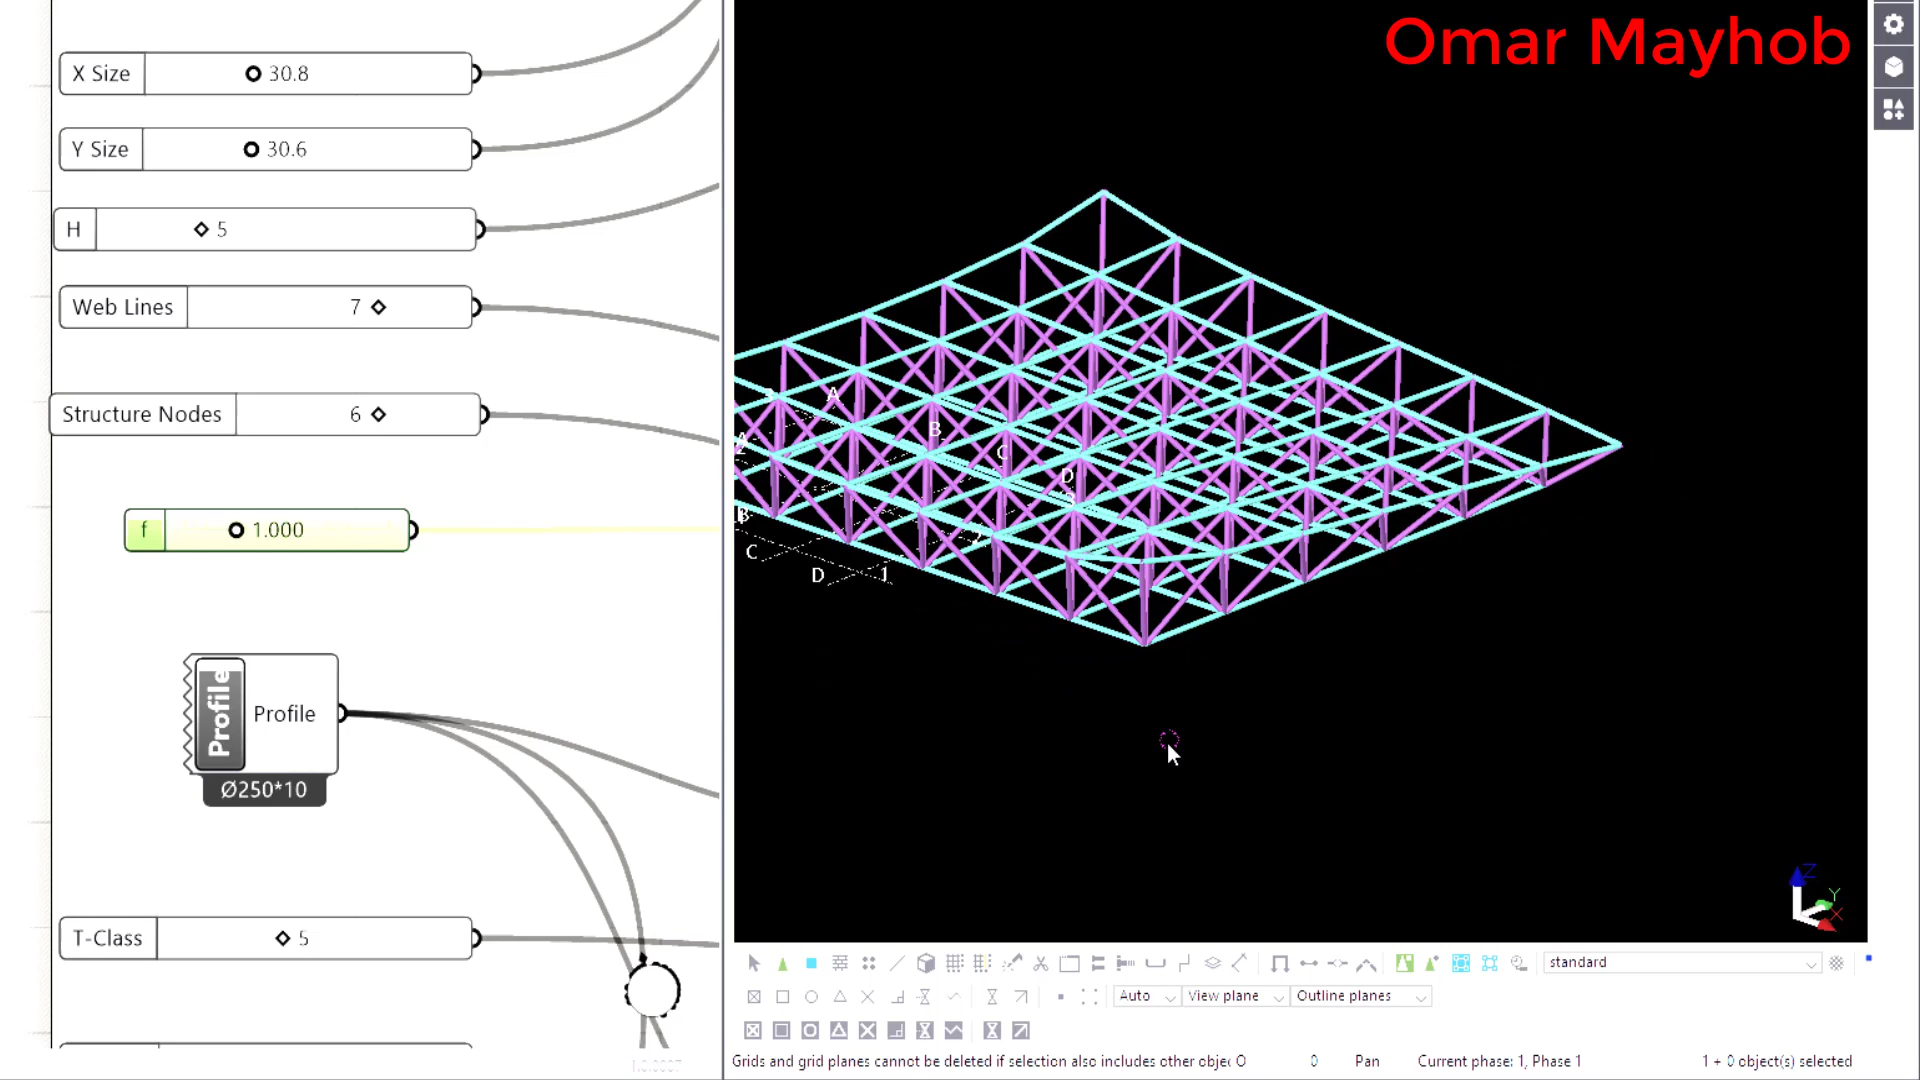 Omar Mayhob
X Size 30.8
Y Size 30.6
H 5
Web Lines 7
Structure Nodes 6
f 1.000
Profile Profile
Ø250*10
T-Class 5
A
A
B
C
D
2
B
C
D
1
Z
Y
X
standard
Auto View plane Outline planes
Grids and grid planes cannot be deleted if selection also includes other objec O 0 Pan Current phase: 1, Phase 1 1 + 0 object(s) selected